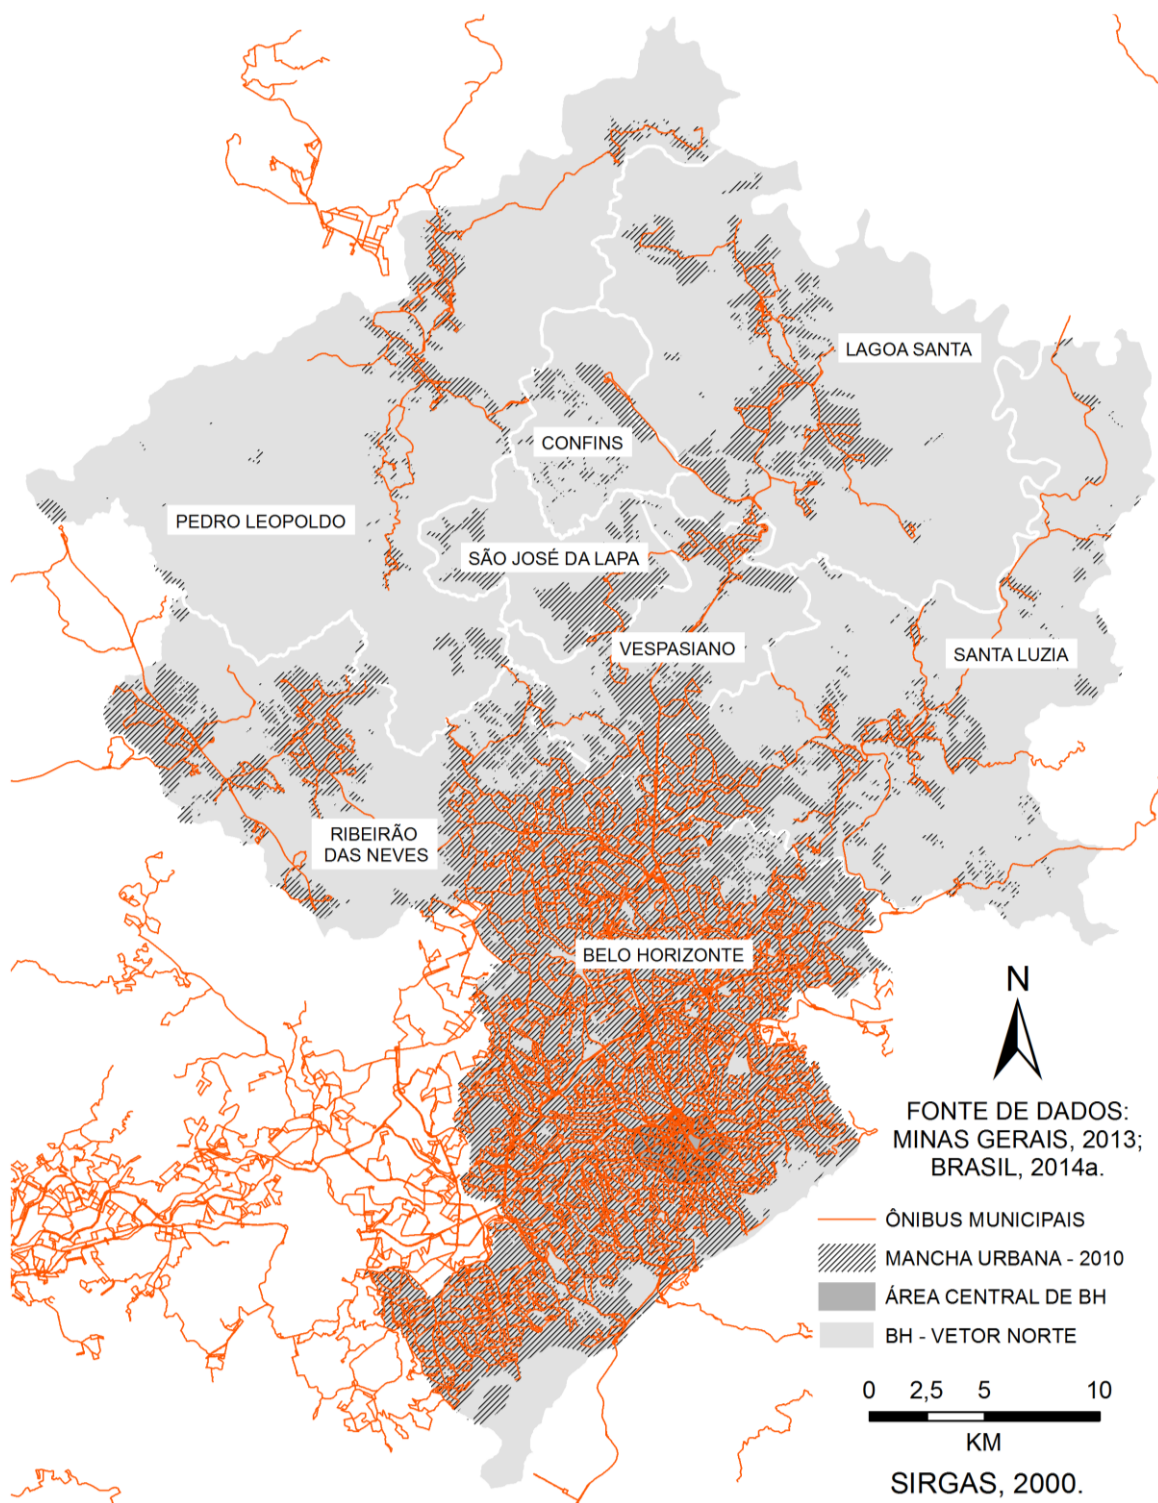 LAGOA SANTA
CONFINS
PEDRO LEOPOLDO
SÃO JOSÉ DA LAPA
VESPASIANO
SANTA LUZIA
RIBEIRÃO
DAS NEVES
BELO HORIZONTE
N
FONTE DE DADOS:
MINAS GERAIS, 2013;
BRASIL, 2014a.
ÔNIBUS MUNICIPAIS
MANCHA URBANA - 2010
ÁREA CENTRAL DE BH
BH - VETOR NORTE
0 2,5 5 10
KM
SIRGAS, 2000.